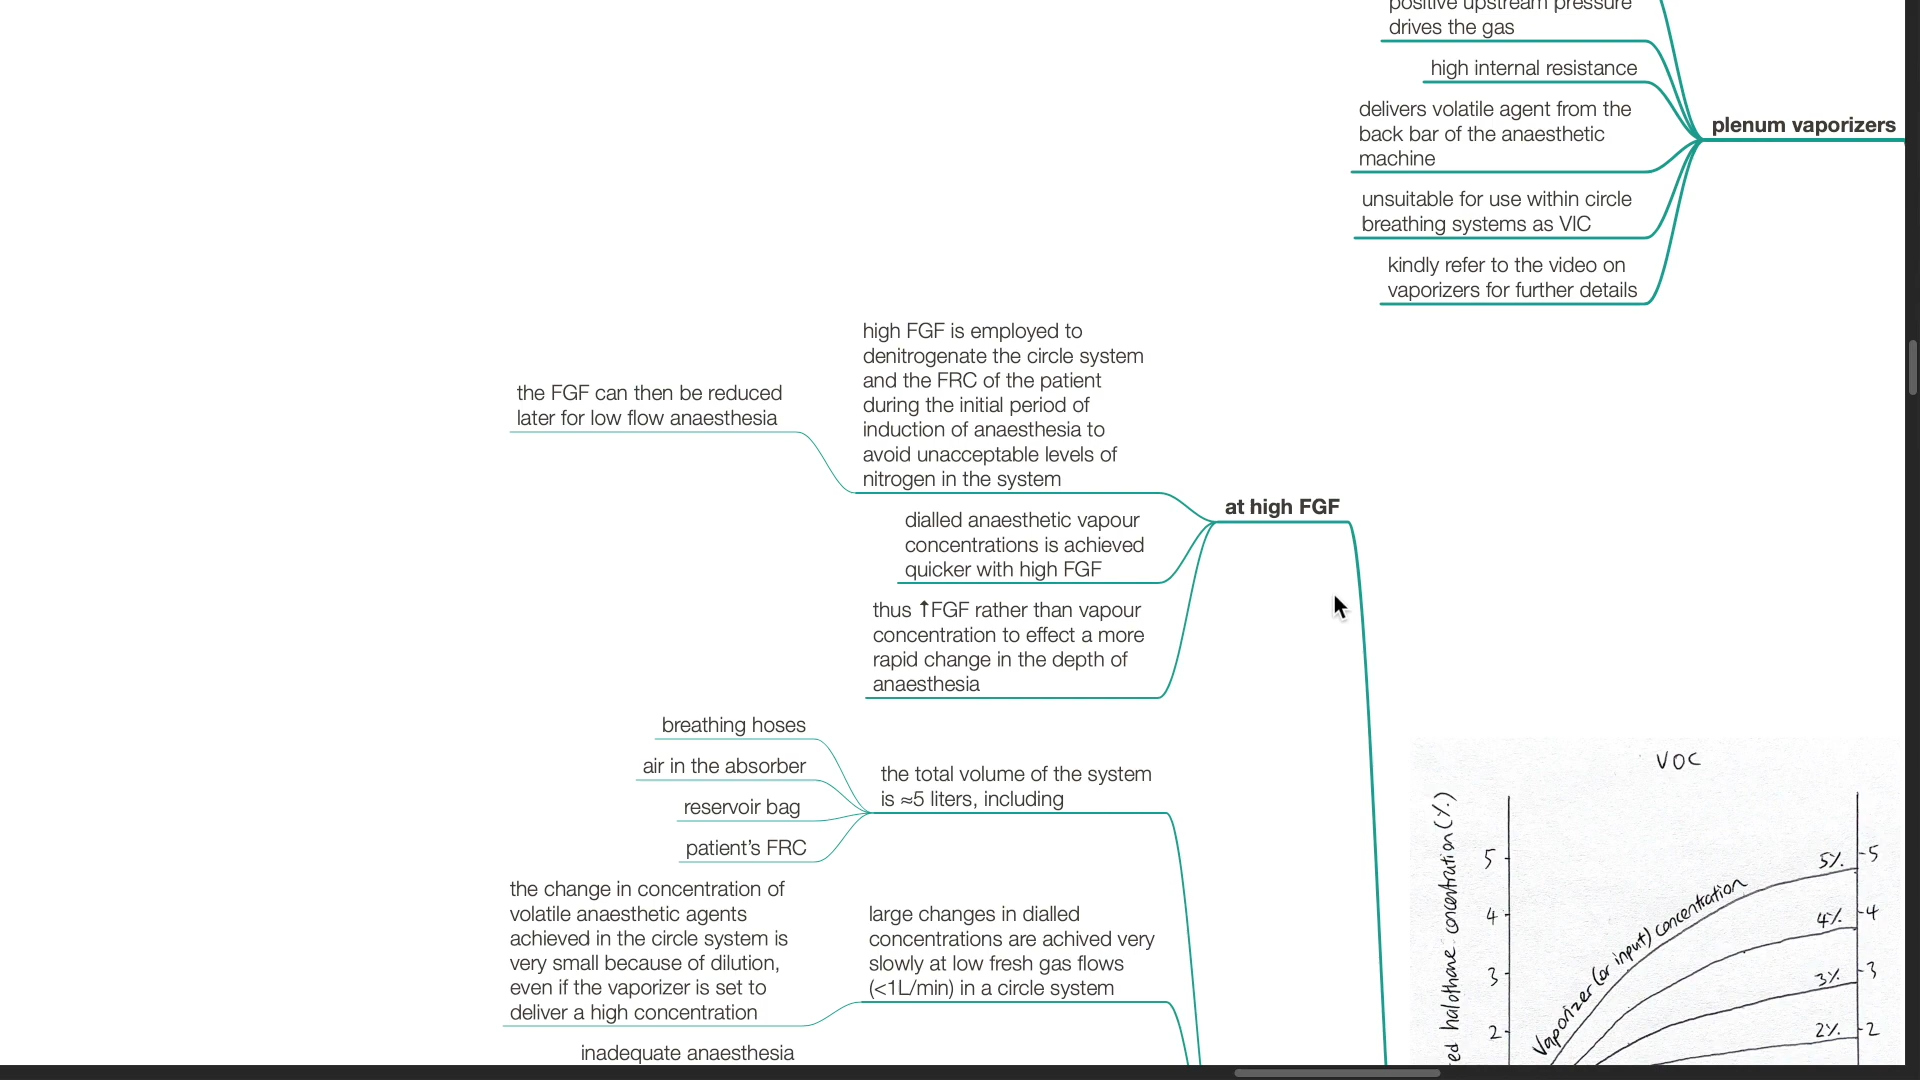 positive upstream pressure
drives the gas
high internal resistance
delivers volatile agent from the
back bar of the anaesthetic
machine
plenum vaporizers
unsuitable for use within circle
breathing systems as VIC
kindly refer to the video on
vaporizers for further details
high FGF is employed to
denitrogenate the circle system
and the FRC of the patient
during the initial period of
induction of anaesthesia to
avoid unacceptable levels of
nitrogen in the system
the FGF can then be reduced
later for low flow anaesthesia
at high FGF
dialled anaesthetic vapour
concentrations is achieved
quicker with high FGF
thus ↑FGF rather than vapour
concentration to effect a more
rapid change in the depth of
anaesthesia
breathing hoses
air in the absorber
reservoir bag
patient's FRC
the total volume of the system
is ≈5 liters, including
the change in concentration of
volatile anaesthetic agents
achieved in the circle system is
very small because of dilution,
even if the vaporizer is set to
deliver a high concentration
large changes in dialled
concentrations are achived very
slowly at low fresh gas flows
(<1L/min) in a circle system
inadequate anaesthesia
VOC
halothane concentration (%)
5
4
3
2
Vaporizer (or input) concentration
5%
4%
3%
2%
5
4
3
2